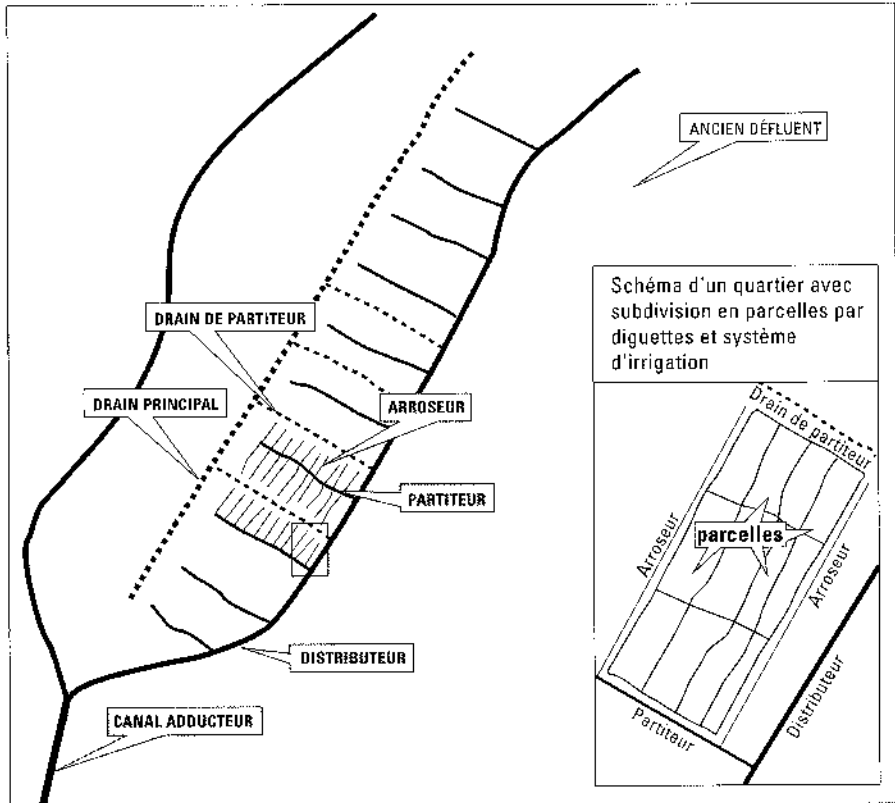 ANCIEN DÉFLUENT
Schéma d'un quartier avec
subdivision en parcelles par
diguettes et système
d'irrigation
DRAIN DE PARTITEUR
DRAIN PRINCIPAL
ARROSEUR
PARTITEUR
DISTRIBUTEUR
CANAL ADDUCTEUR
Drain de partiteur
Arroseur
parcelles
Arroseur
Partiteur
Distributeur